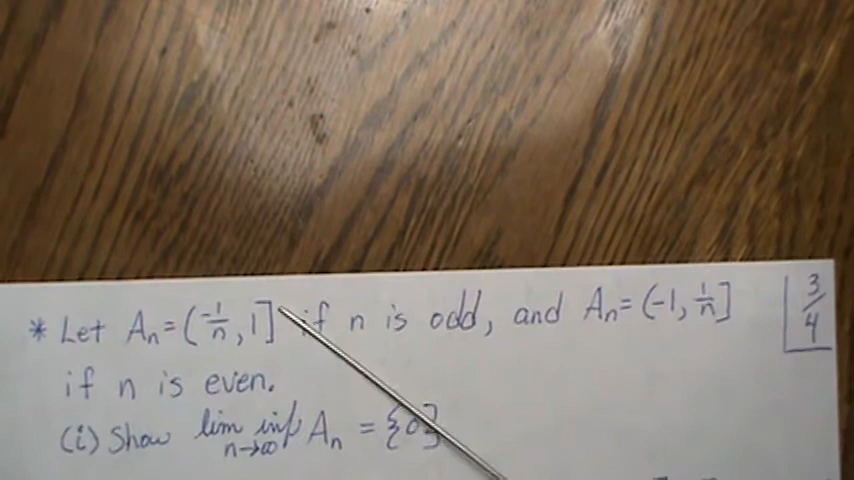 * Let Aₙ = (-1/n, 1] if n is odd, and Aₙ = (-1, 1/n]
if n is even.
(i) Show lim inf Aₙ = {0}
n→∞
3/4